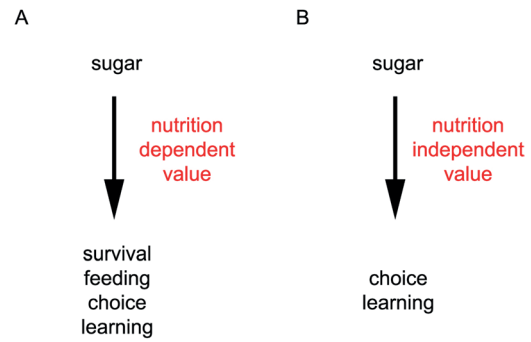 A
sugar
nutrition
dependent
value
survival
feeding
choice
learning
B
sugar
nutrition
independent
value
choice
learning